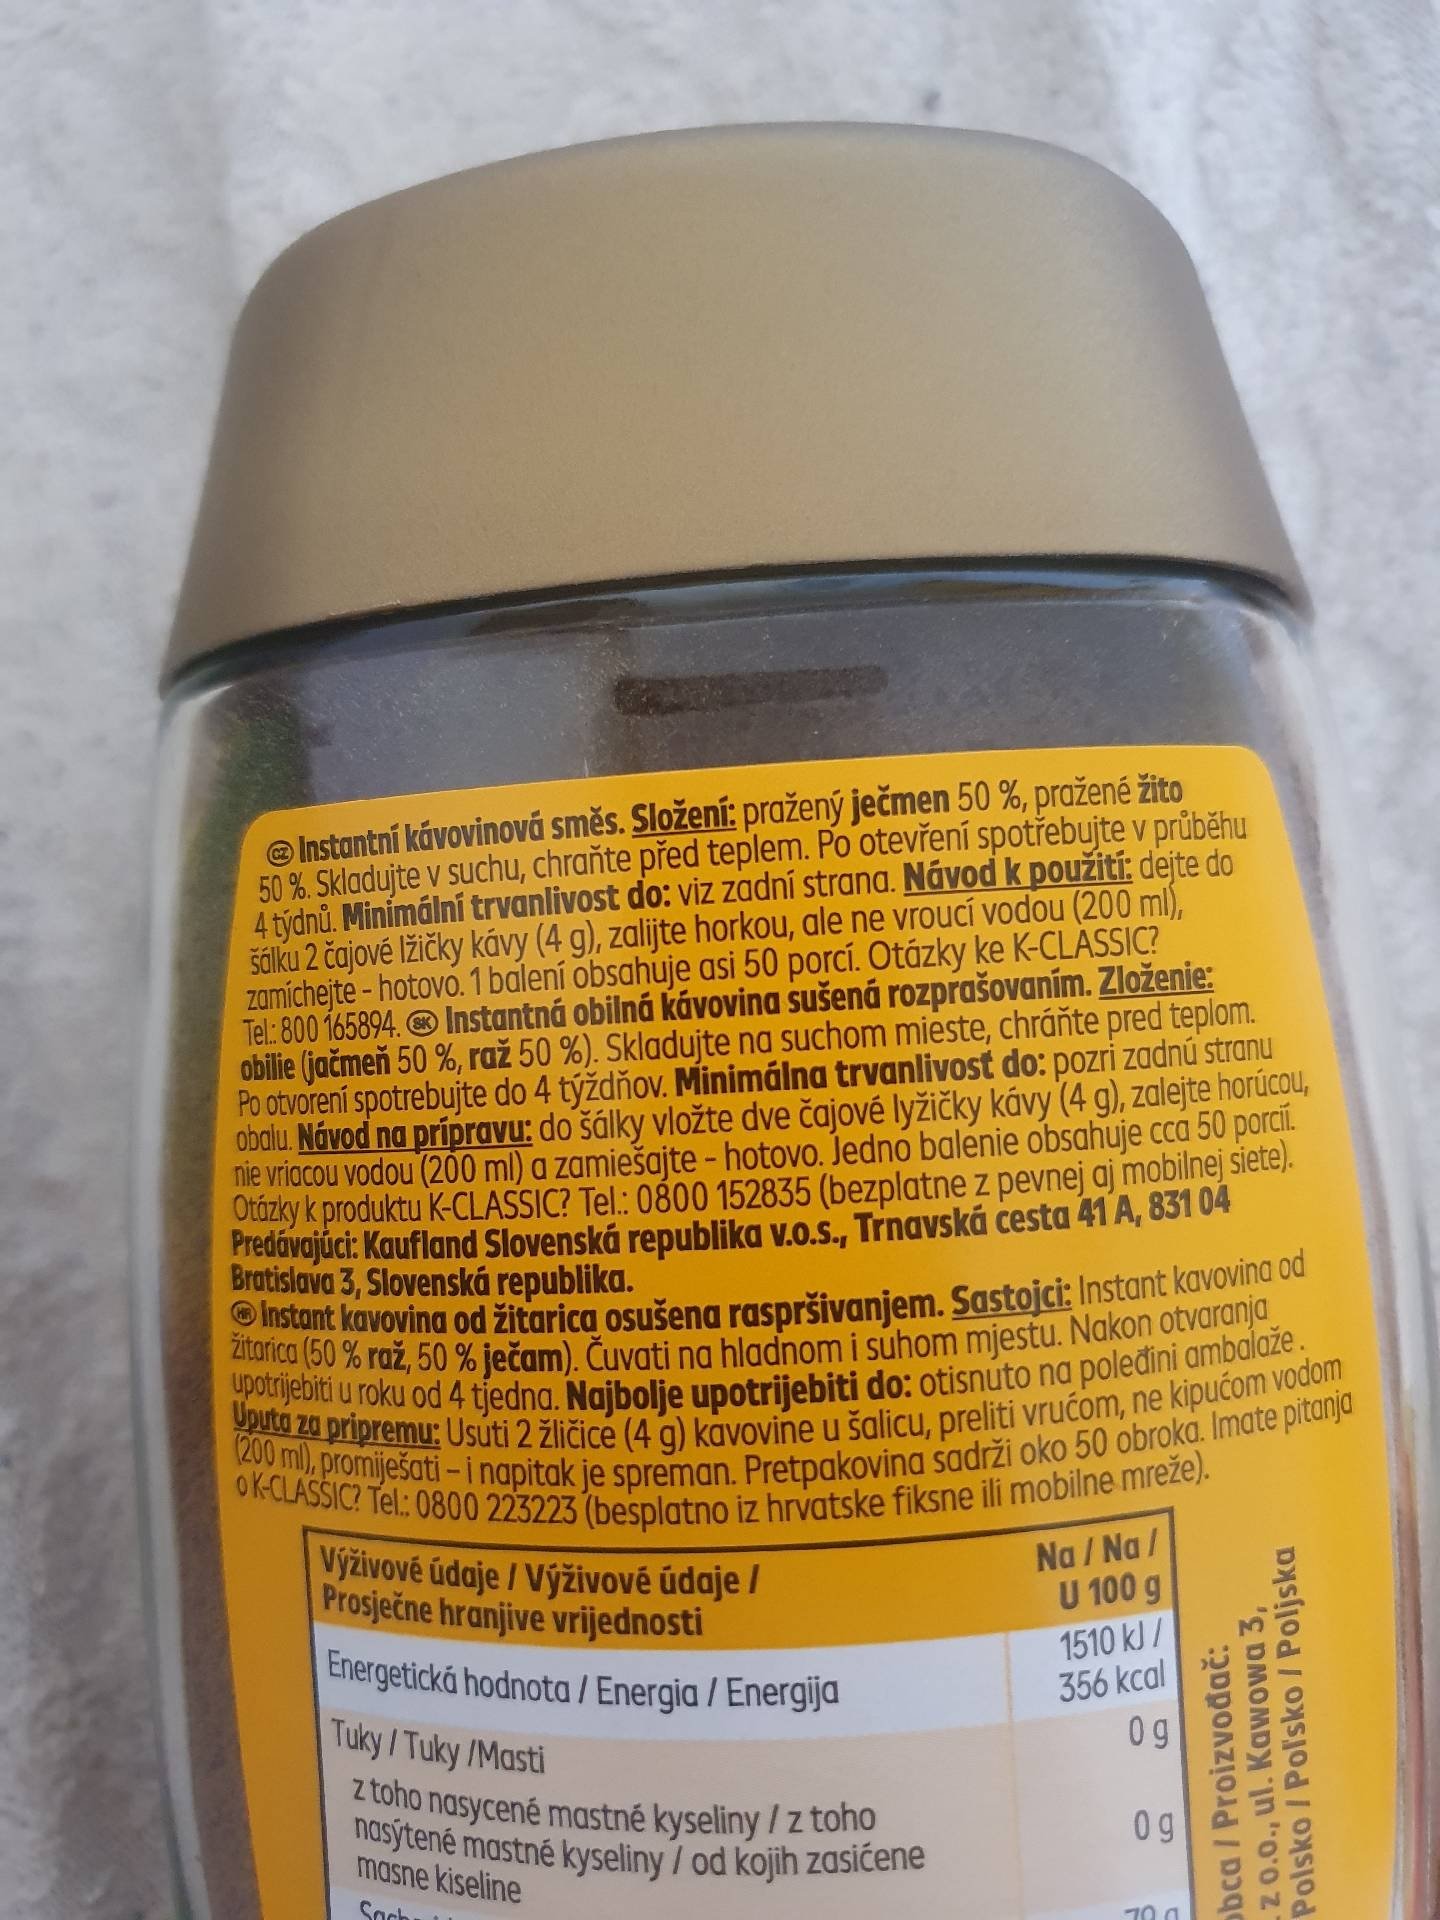 CZ Instantní kávovinová směs. Složení: pražený ječmen 50 %, pražené žito
50 %. Skladujte v suchu, chraňte před teplem. Po otevření spotřebujte v průběhu
4 týdnů. Minimální trvanlivost do: viz zadní strana. Návod k použití: dejte do
šálku 2 čajové lžičky kávy (4 g), zalijte horkou, ale ne vroucí vodou (200 ml),
zamíchejte - hotovo. 1 balení obsahuje asi 50 porcí. Otázky ke K-CLASSIC?
Tel.: 800 165894. SK Instantná obilná kávovina sušená rozprašovaním. Zloženie:
obilie (jačmeň 50 %, raž 50 %). Skladujte na suchom mieste, chráňte pred teplom.
Po otvorení spotrebujte do 4 týždňov. Minimálna trvanlivosť do: pozri zadnú stranu
obalu. Návod na prípravu: do šálky vložte dve čajové lyžičky kávy (4 g), zalejte horúcou,
nie vriacou vodou (200 ml) a zamiešajte - hotovo. Jedno balenie obsahuje cca 50 porcií.
Otázky k produktu K-CLASSIC? Tel.: 0800 152835 (bezplatne z pevnej aj mobilnej siete).
Predávajúci: Kaufland Slovenská republika v.o.s., Trnavská cesta 41 A, 831 04
Bratislava 3, Slovenská republika.
HR Instant kavovina od žitarica osušena raspršivanjem. Sastojci: Instant kavovina od
žitarica (50 % raž, 50 % ječam). Čuvati na hladnom i suhom mjestu. Nakon otvaranja
upotrijebiti u roku od 4 tjedna. Najbolje upotrijebiti do: otisnuto na poleđini ambalaže.
Uputa za pripremu: Usuti 2 žličice (4 g) kavovine u šalicu, preliti vrućom, ne kipućom vodom
(200 ml), promiješati – i napitak je spreman. Pretpakovina sadrži oko 50 obroka. Imate pitanja
o K-CLASSIC? Tel.: 0800 223223 (besplatno iz hrvatske fiksne ili mobilne mreže).
Výživové údaje / Výživové údaje /
Prosječne hranjive vrijednosti
Na / Na /
U 100 g
Energetická hodnota / Energia / Energija
1510 kJ /
356 kcal
Tuky / Tuky /Masti
0 g
z toho nasycené mastné kyseliny / z toho
nasýtené mastné kyseliny / od kojih zasićene
masne kiseline
0 g
/ Proizvođač:
z o.o., ul. Kawowa 3,
Polsko / Poľsko / Poljska